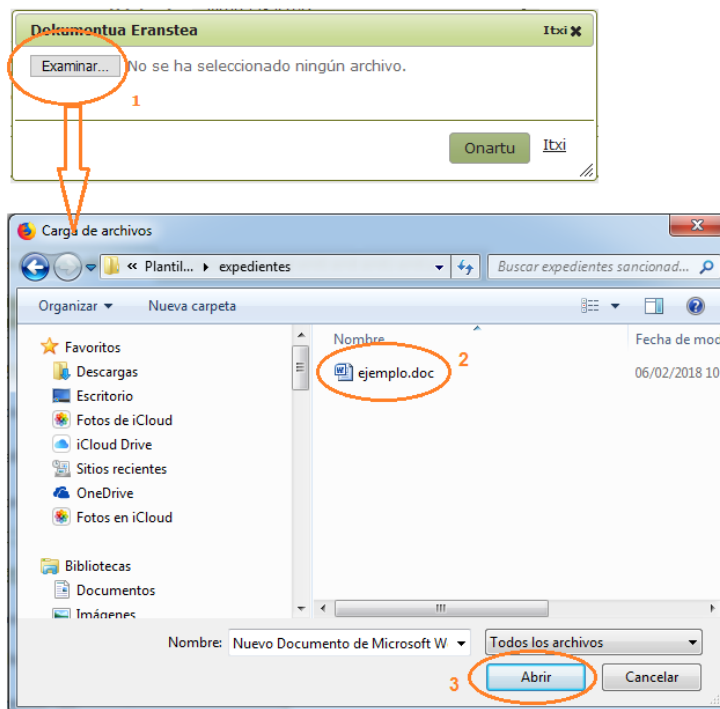 Dokumentua Eranstea Itxi
Examinar... No se ha seleccionado ningún archivo.
1
Onartu Itxi
Carga de archivos
« Plantil... expedientes Buscar expedientes sancionad...
Organizar Nueva carpeta
Favoritos
Descargas
Escritorio
Fotos de iCloud
iCloud Drive
Sitios recientes
OneDrive
Fotos en iCloud
Bibliotecas
Documentos
Imágenes
Nombre Fecha de mod
ejemplo.doc 2 06/02/2018 10
Nombre: Nuevo Documento de Microsoft W Todos los archivos
3 Abrir Cancelar